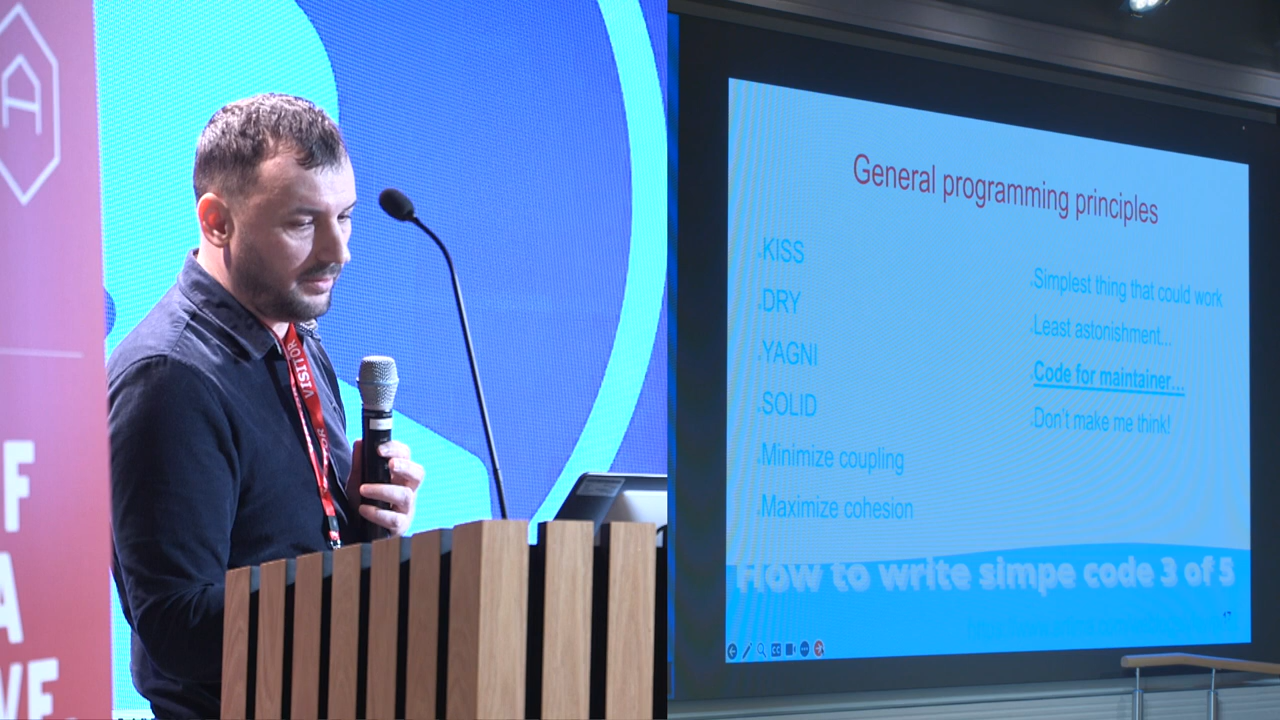 A
F
A
VE
VISITOR
General programming principles
KISS
DRY
YAGNI
SOLID
Minimize coupling
Maximize cohesion
Simplest thing that could work
Least astonishment...
Code for maintainer...
Don't make me think!
How to write simpe code 3 of 5